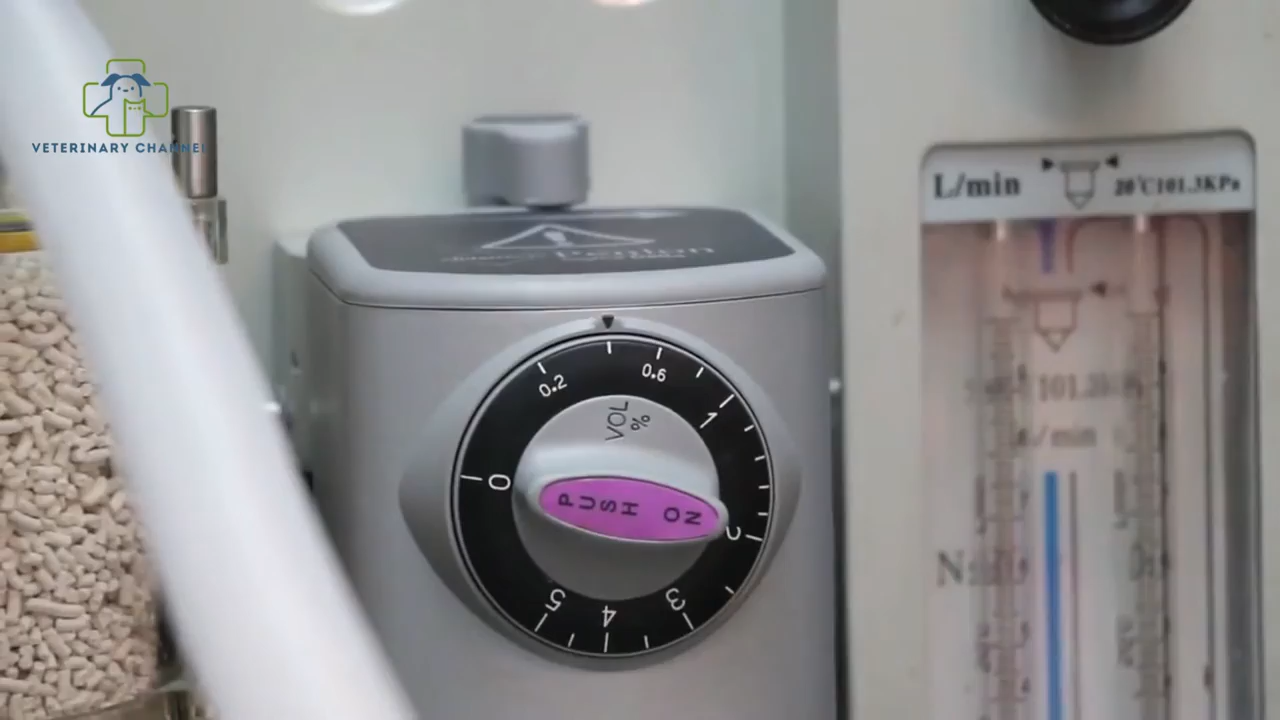 VETERINARY CHANNEL
L/min
20°C101.3KPa
0.2
0.6
VOL
%
1
0
PUSH ON
2
5
4
3